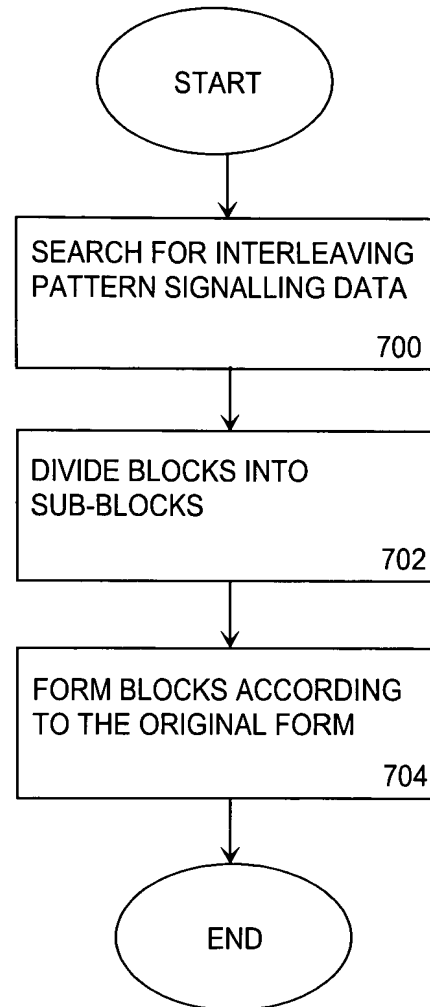 START
SEARCH FOR INTERLEAVING
PATTERN SIGNALLING DATA
700
DIVIDE BLOCKS INTO
SUB-BLOCKS
702
FORM BLOCKS ACCORDING
TO THE ORIGINAL FORM
704
END